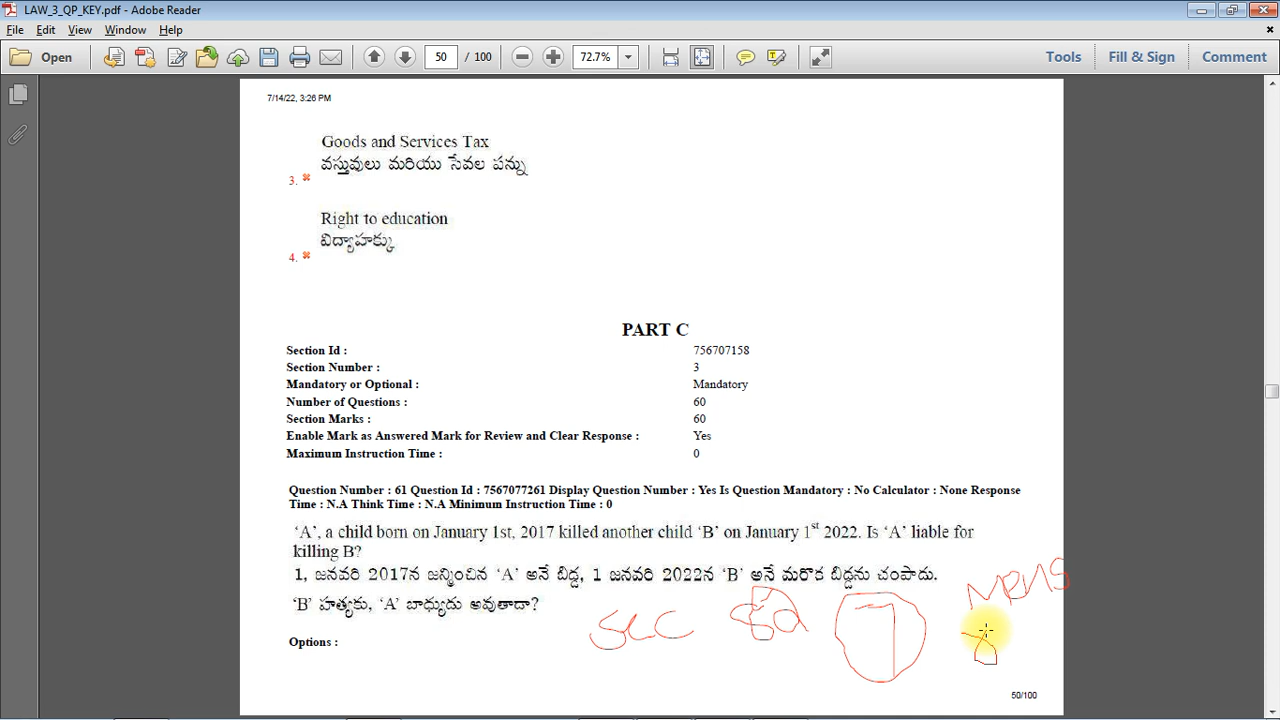 LAW_3_QP_KEY.pdf - Adobe Reader
File Edit View Window Help
Open 50 / 100 72.7% Tools Fill & Sign Comment
7/14/22, 3:26 PM
Goods and Services Tax
వస్తువులు మరియు సేవల పన్ను
3.
Right to education
విద్యాహక్కు
4.
PART C
Section Id : 756707158
Section Number : 3
Mandatory or Optional : Mandatory
Number of Questions : 60
Section Marks : 60
Enable Mark as Answered Mark for Review and Clear Response : Yes
Maximum Instruction Time : 0
Question Number : 61 Question Id : 7567077261 Display Question Number : Yes Is Question Mandatory : No Calculator : None Response
Time : N.A Think Time : N.A Minimum Instruction Time : 0
‘A’, a child born on January 1st, 2017 killed another child ‘B’ on January 1st 2022. Is ‘A’ liable for
killing B?
1, జనవరి 2017న జన్మించిన ‘A’ అనే బిడ్డ, 1 జనవరి 2022న ‘B’ అనే మరొక బిడ్డను చంపాడు.
‘B’ హత్యకు, ‘A’ బాధ్యుడు అవుతాడా?
mens
sec 82 7
Options :
50/100